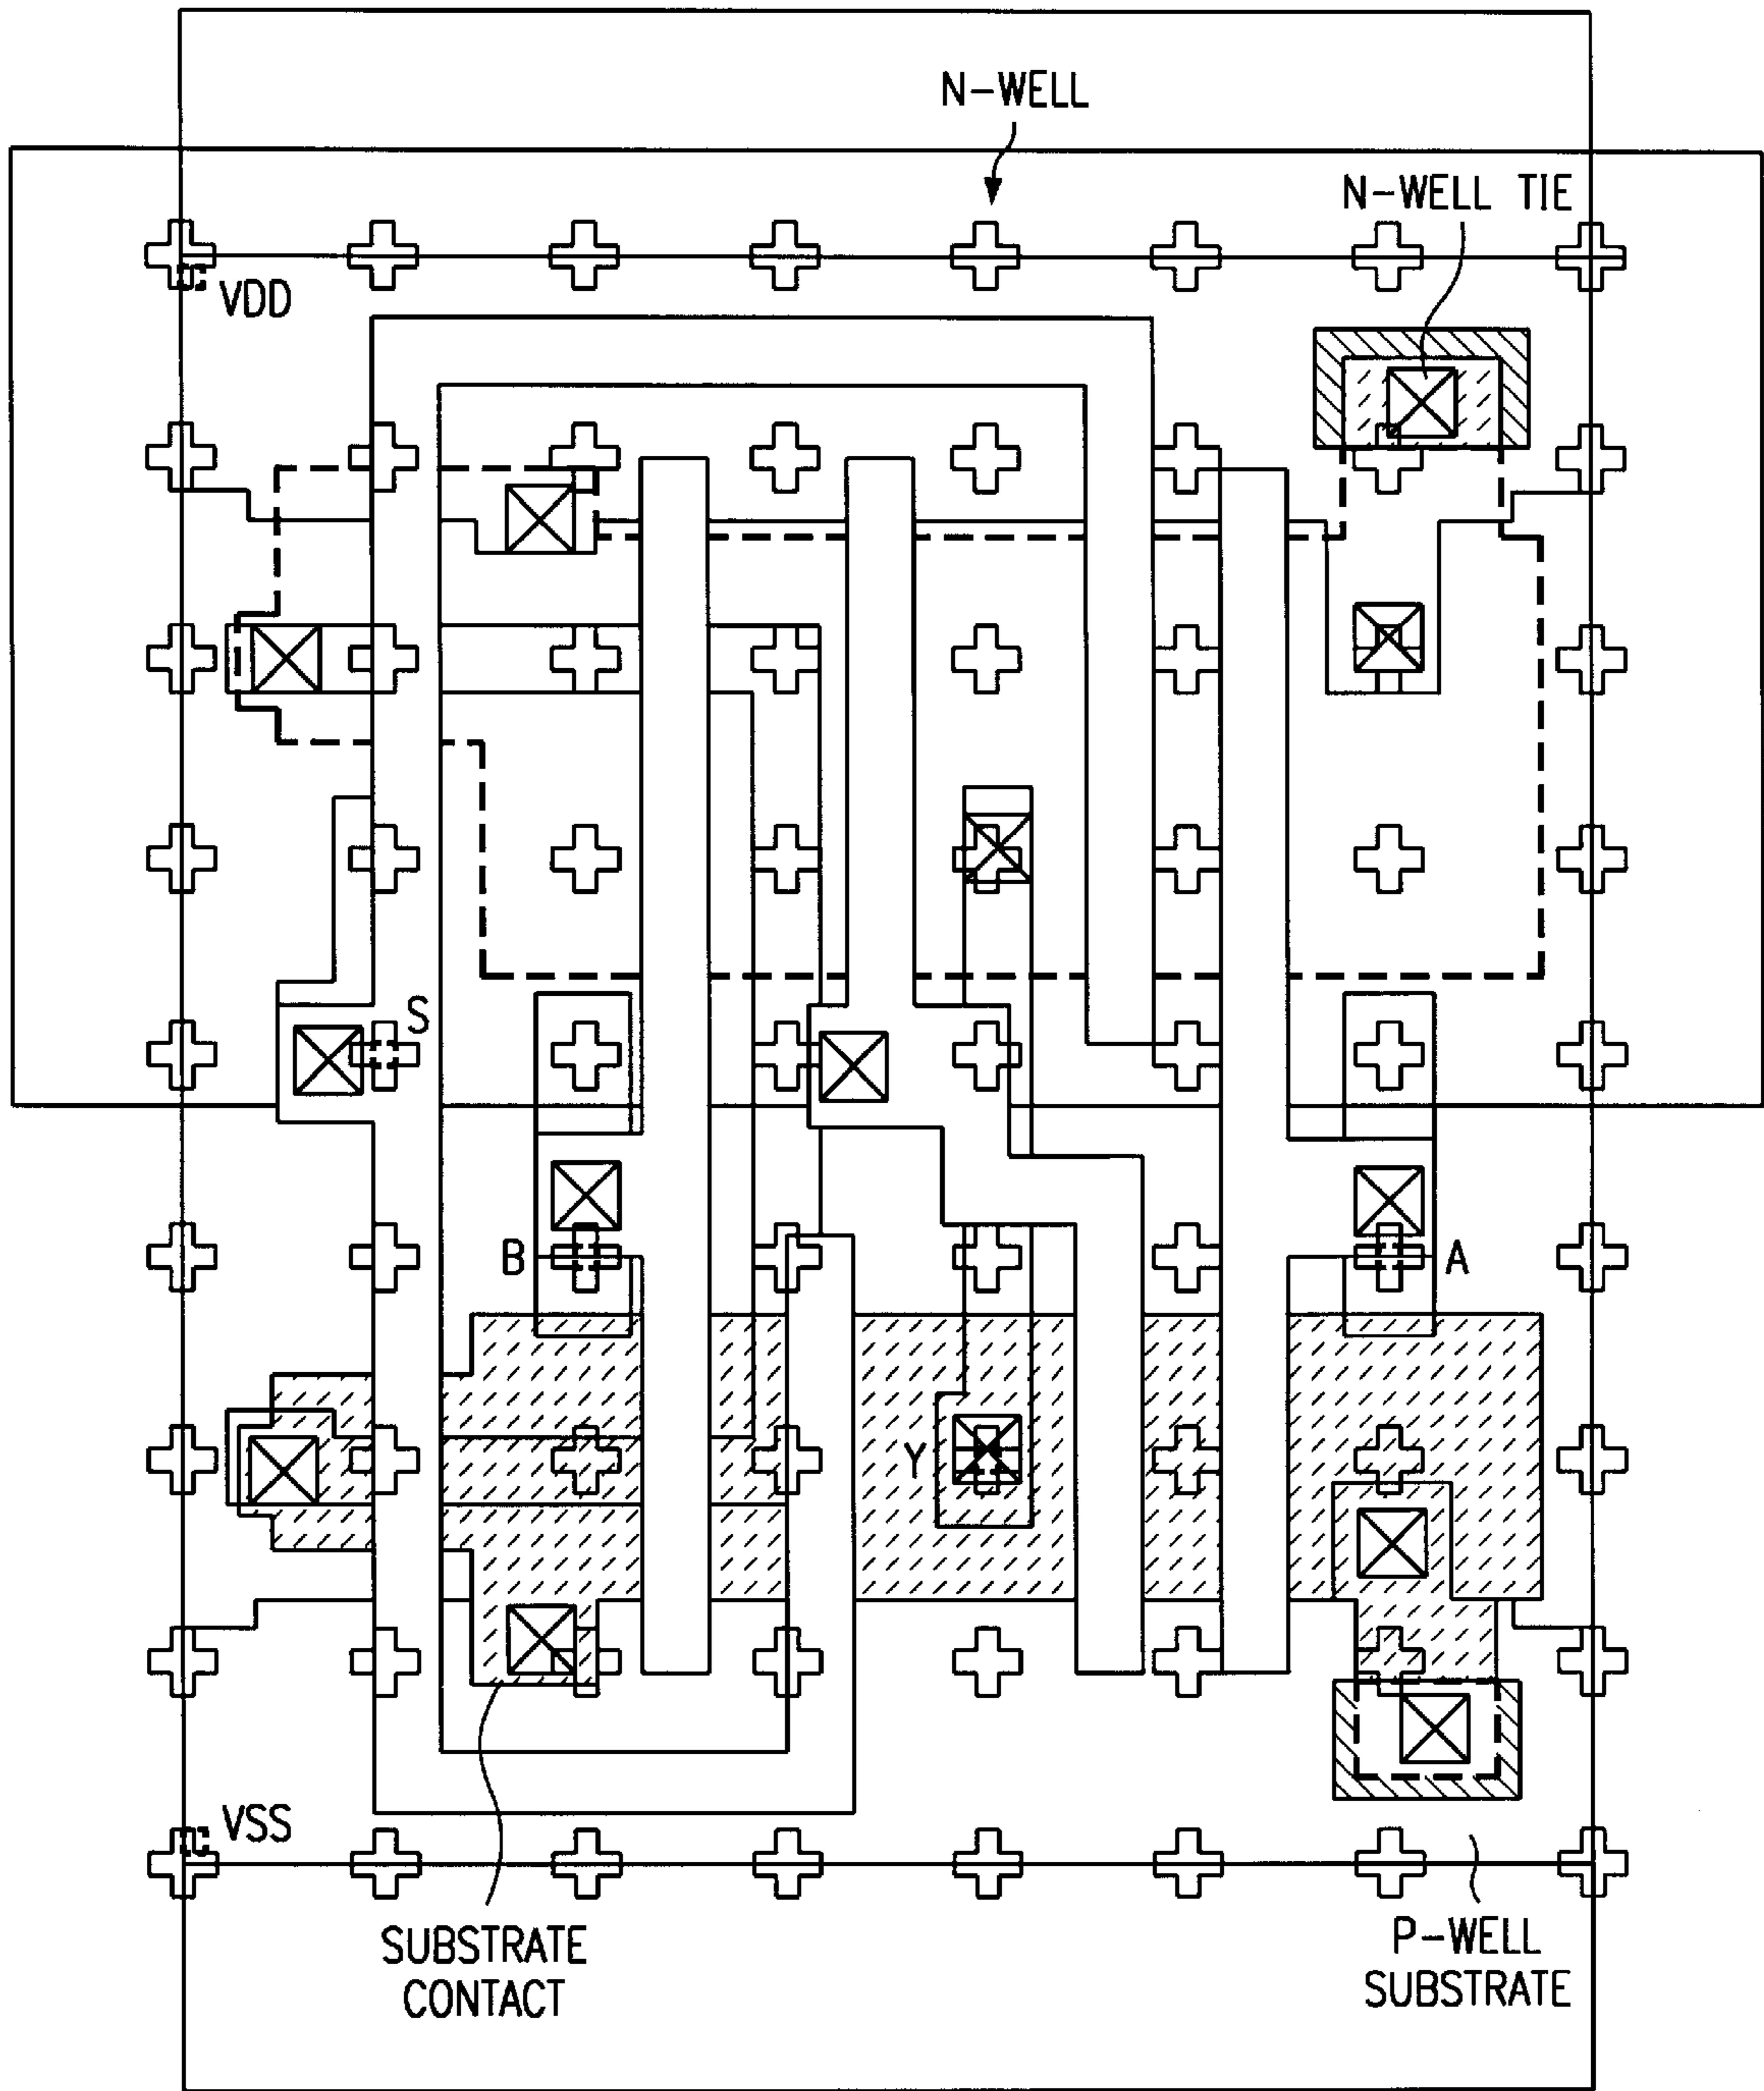 N-WELL
N-WELL TIE
VDD
S
B
A
Y
VSS
SUBSTRATE
CONTACT
P-WELL
SUBSTRATE